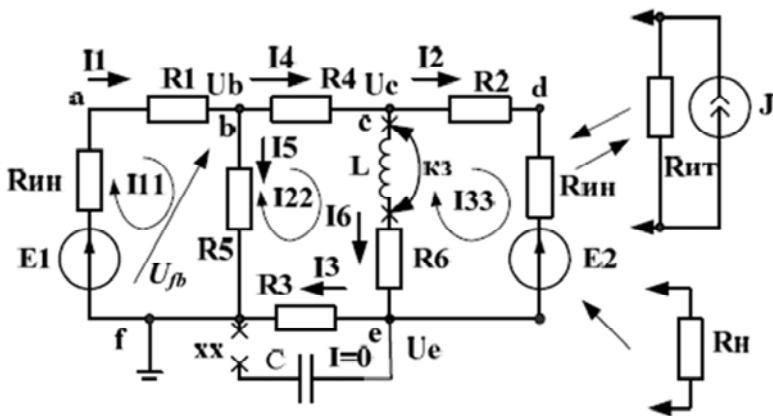 I1 I4 I2
a R1 Ub R4 Uc R2 d
b c
I5 L кз J
Rин I11 I22 I33 Rин Rит
I6
E1 Ufb R5 R6 E2
R3 I3
f e Ue
xx C I=0 Rн